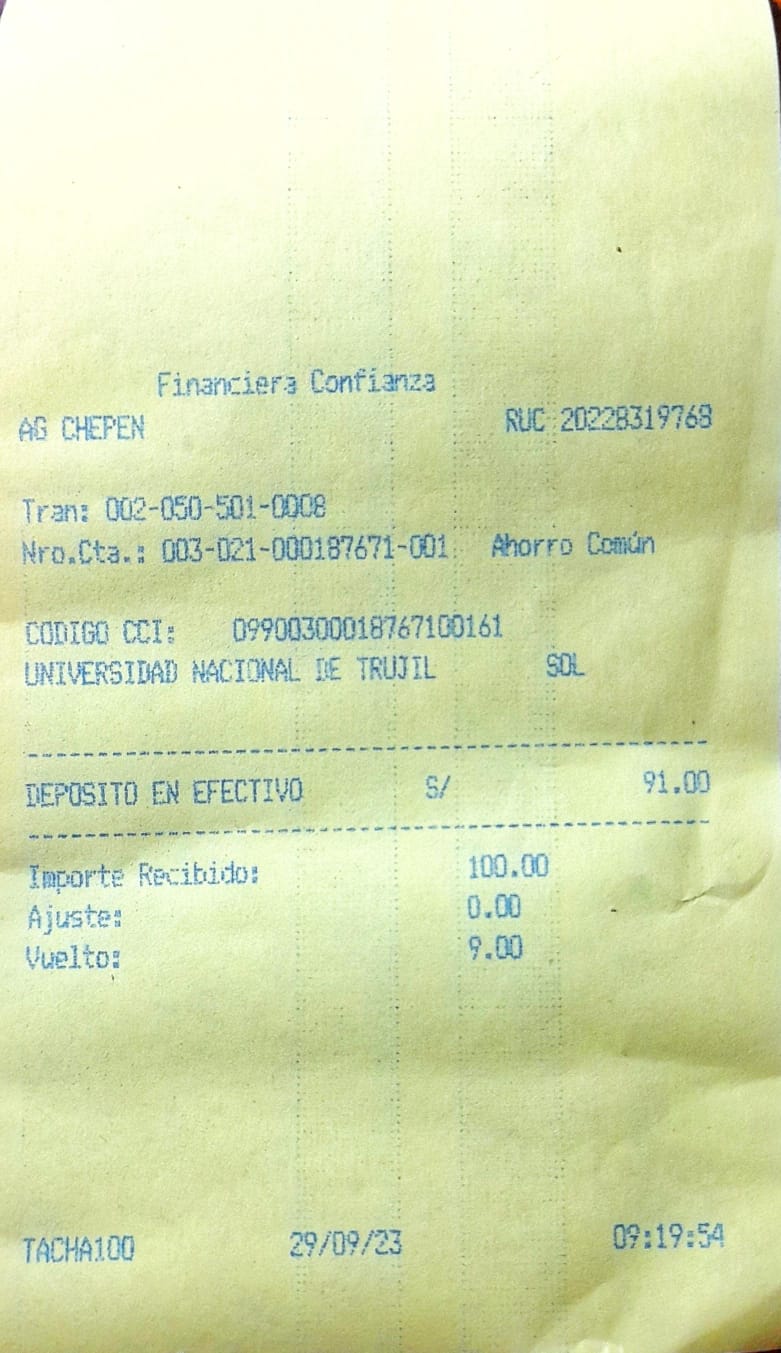 Financiera Confianza
AG CHEPEN RUC 20228319768
Tran: 002-050-501-0008
Nro.Cta.: 003-021-000187671-001 Ahorro Común
CODIGO CCI: 09900300018767100161
UNIVERSIDAD NACIONAL DE TRUJIL SOL
DEPOSITO EN EFECTIVO S/ 91.00
Importe Recibido: 100.00
Ajuste: 0.00
Vuelto: 9.00
TACHA100 29/09/23 09:19:54